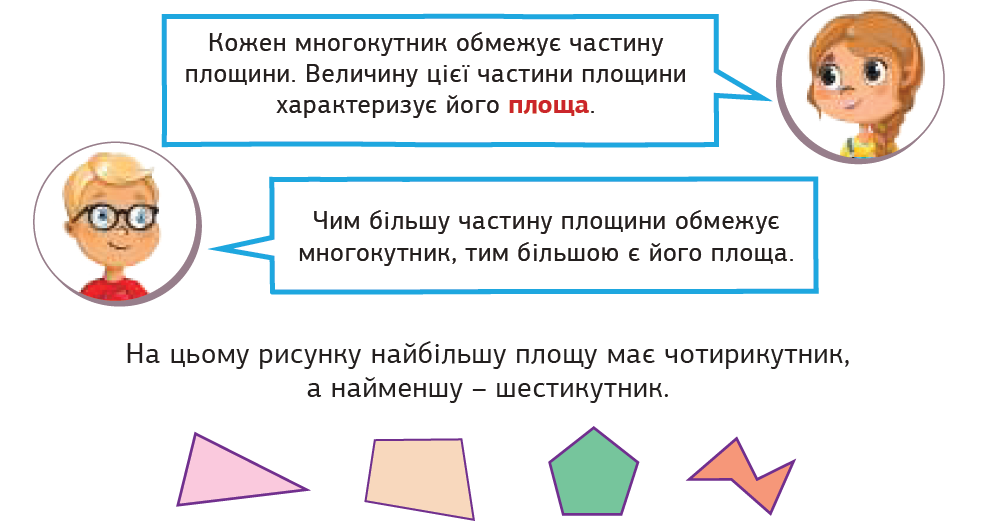 Кожен многокутник обмежує частину
площини. Величину цієї частини площини
характеризує його площа.
Чим більшу частину площини обмежує
многокутник, тим більшою є його площа.
На цьому рисунку найбільшу площу має чотирикутник,
а найменшу – шестикутник.